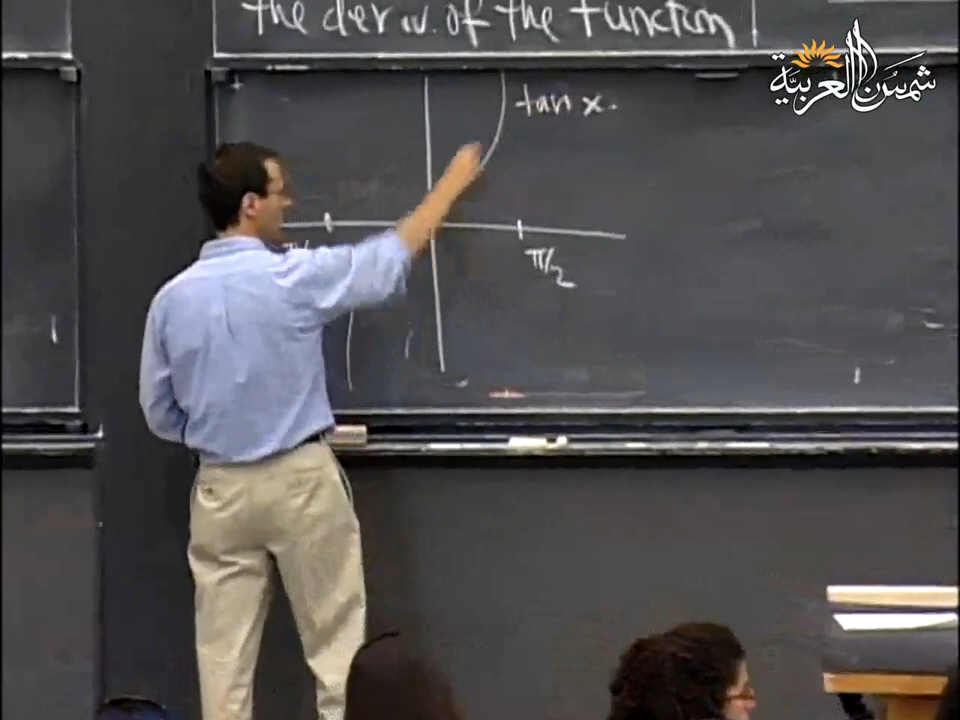 the deriv. of the function
شمس العربية
tan x.
π/2